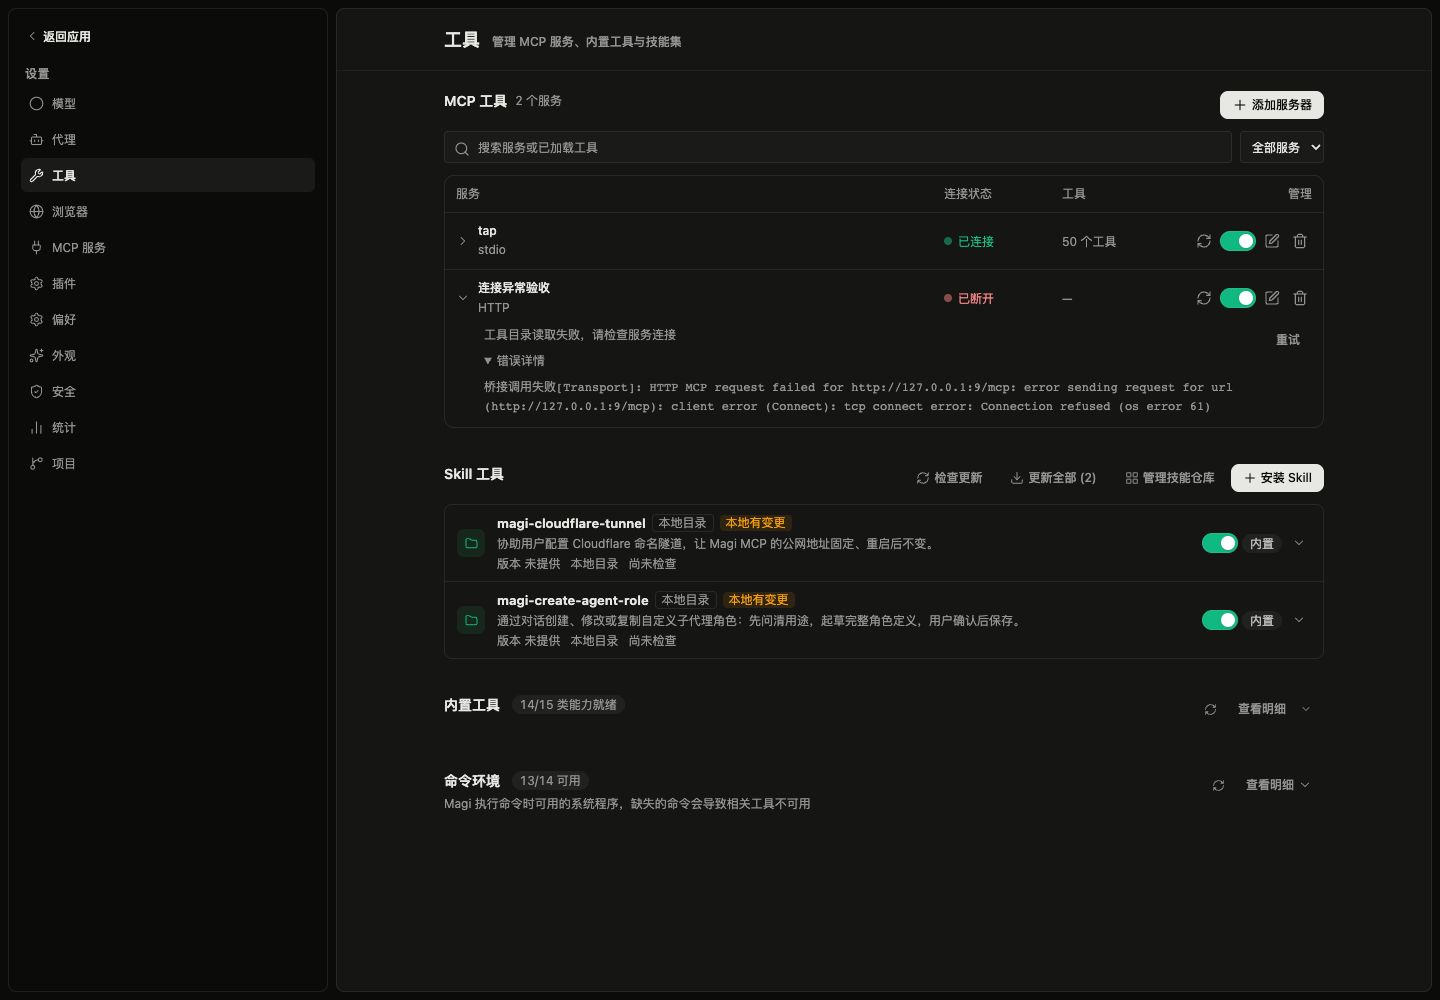 返回应用
设置
模型
代理
工具
浏览器
MCP 服务
插件
偏好
外观
安全
统计
项目
工具 管理 MCP 服务、内置工具与技能集
MCP 工具 2 个服务
添加服务器
搜索服务或已加载工具
全部服务
服务 连接状态 工具 管理
tap
stdio
已连接 50 个工具
连接异常验收
HTTP
已断开 —
工具目录读取失败，请检查服务连接
重试
▼ 错误详情
桥接调用失败[Transport]: HTTP MCP request failed for http://127.0.0.1:9/mcp: error sending request for url
(http://127.0.0.1:9/mcp): client error (Connect): tcp connect error: Connection refused (os error 61)
Skill 工具
检查更新 更新全部 (2) 管理技能仓库 安装 Skill
magi-cloudflare-tunnel 本地目录 本地有变更
协助用户配置 Cloudflare 命名隧道，让 Magi MCP 的公网地址固定、重启后不变。
版本 未提供 本地目录 尚未检查
内置
magi-create-agent-role 本地目录 本地有变更
通过对话创建、修改或复制自定义子代理角色：先问清用途，起草完整角色定义，用户确认后保存。
版本 未提供 本地目录 尚未检查
内置
内置工具 14/15 类能力就绪
查看明细
命令环境 13/14 可用
查看明细
Magi 执行命令时可用的系统程序，缺失的命令会导致相关工具不可用